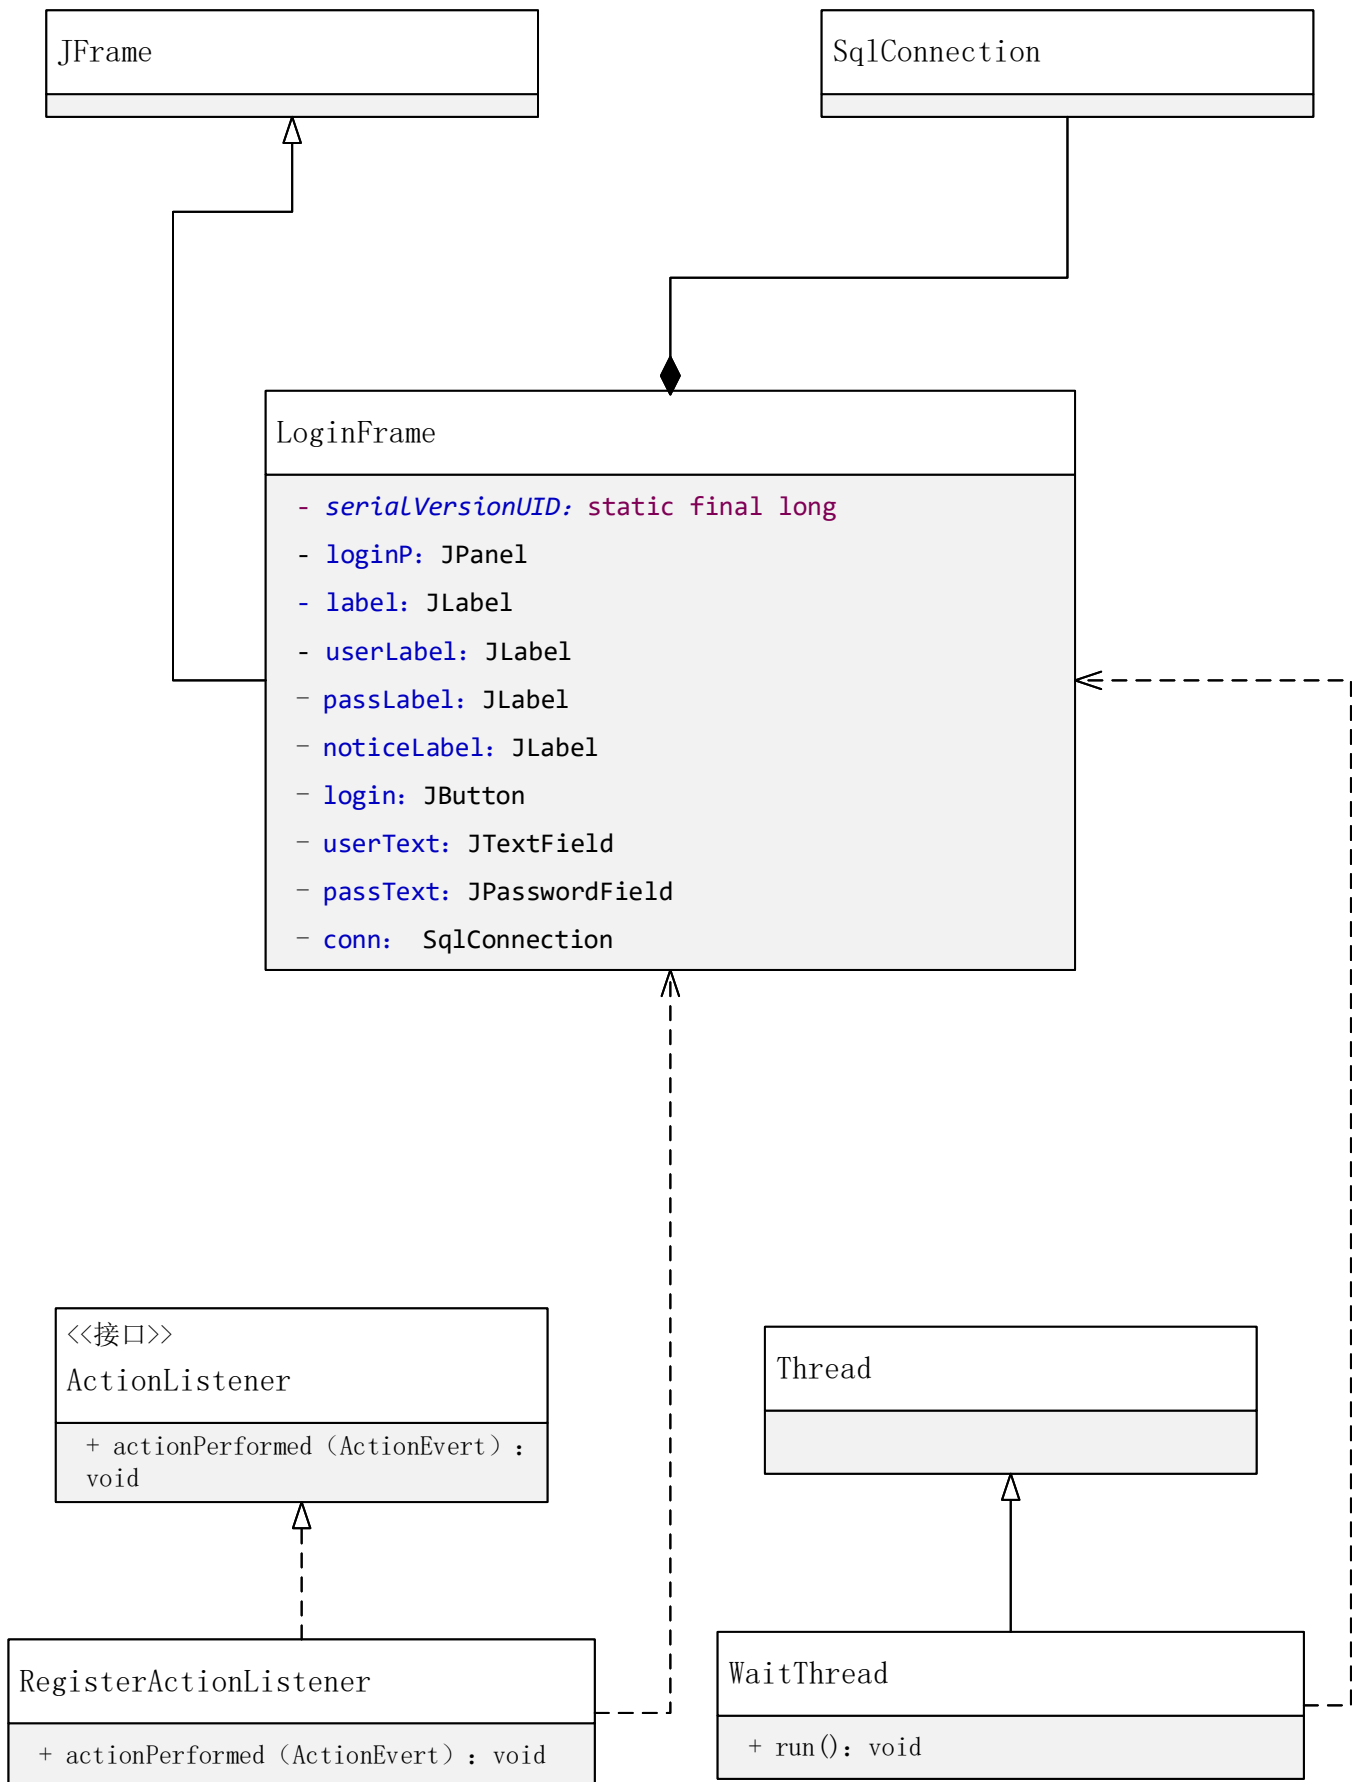 JFrame
SqlConnection
LoginFrame
- serialVersionUID：static final long
- loginP：JPanel
- label：JLabel
- userLabel：JLabel
- passLabel：JLabel
- noticeLabel：JLabel
- login：JButton
- userText：JTextField
- passText：JPasswordField
- conn： SqlConnection
<<接口>>
ActionListener
+ actionPerformed（ActionEvert）：
void
Thread
RegisterActionListener
+ actionPerformed（ActionEvert）：void
WaitThread
+ run()：void